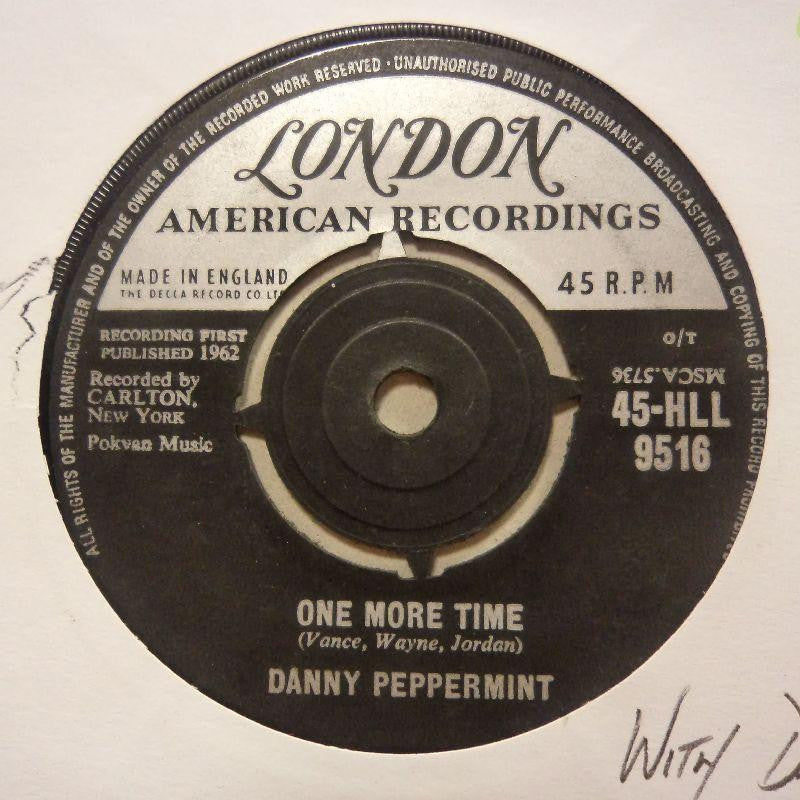 ALL RIGHTS OF THE MANUFACTURER AND OF THE OWNER OF THE RECORDED WORK RESERVED · UNAUTHORISED PUBLIC PERFORMANCE BROADCASTING AND COPYING OF THIS RECORD
LONDON
AMERICAN RECORDINGS
MADE IN ENGLAND
THE DECCA RECORD CO. LTD
45 R.P.M
RECORDING FIRST
PUBLISHED 1962
Recorded by
CARLTON,
NEW YORK
Pokvan Music
O/T
MSCA.5736
45-HLL
9516
ONE MORE TIME
(Vance, Wayne, Jordan)
DANNY PEPPERMINT
WITH